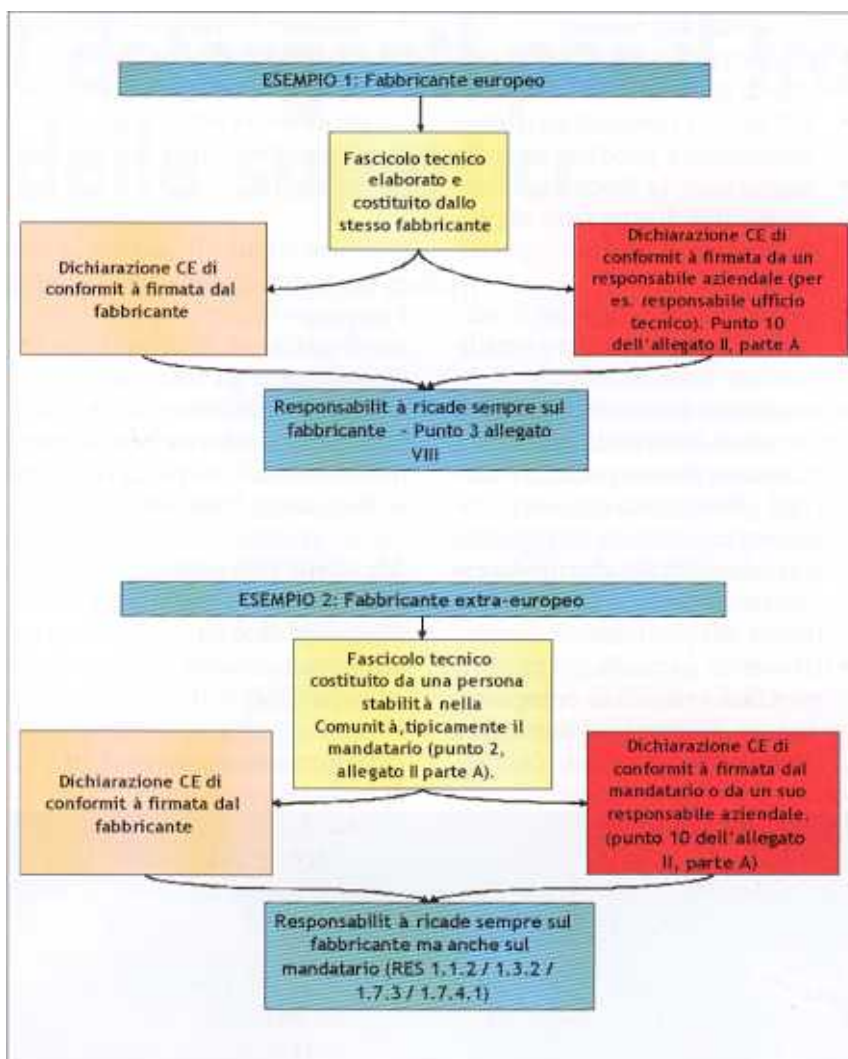 ESEMPIO 1: Fabbricante europeo
Fascicolo tecnico
elaborato e
costituito dallo
stesso fabbricante
Dichiarazione CE di
conformit à firmata dal
fabbricante
Dichiarazione CE di
conformit à firmata da un
responsabile aziendale (per
es. responsabile ufficio
tecnico). Punto 10
dell'allegato II, parte A
Responsabilit à ricade sempre sul
fabbricante - Punto 3 allegato
VIII
ESEMPIO 2: Fabbricante extra-europeo
Fascicolo tecnico
costituito da una persona
stabilità nella
Comunità,tipicamente il
mandatario (punto 2,
allegato II parte A).
Dichiarazione CE di
conformit à firmata dal
fabbricante
Dichiarazione CE di
conformit à firmata dal
mandatario o da un suo
responsabile aziendale.
(punto 10 dell'allegato
II, parte A)
Responsabilit à ricade sempre sul
fabbricante ma anche sul
mandatario (RES 1.1.2 / 1.3.2 /
1.7.3 / 1.7.4.1)